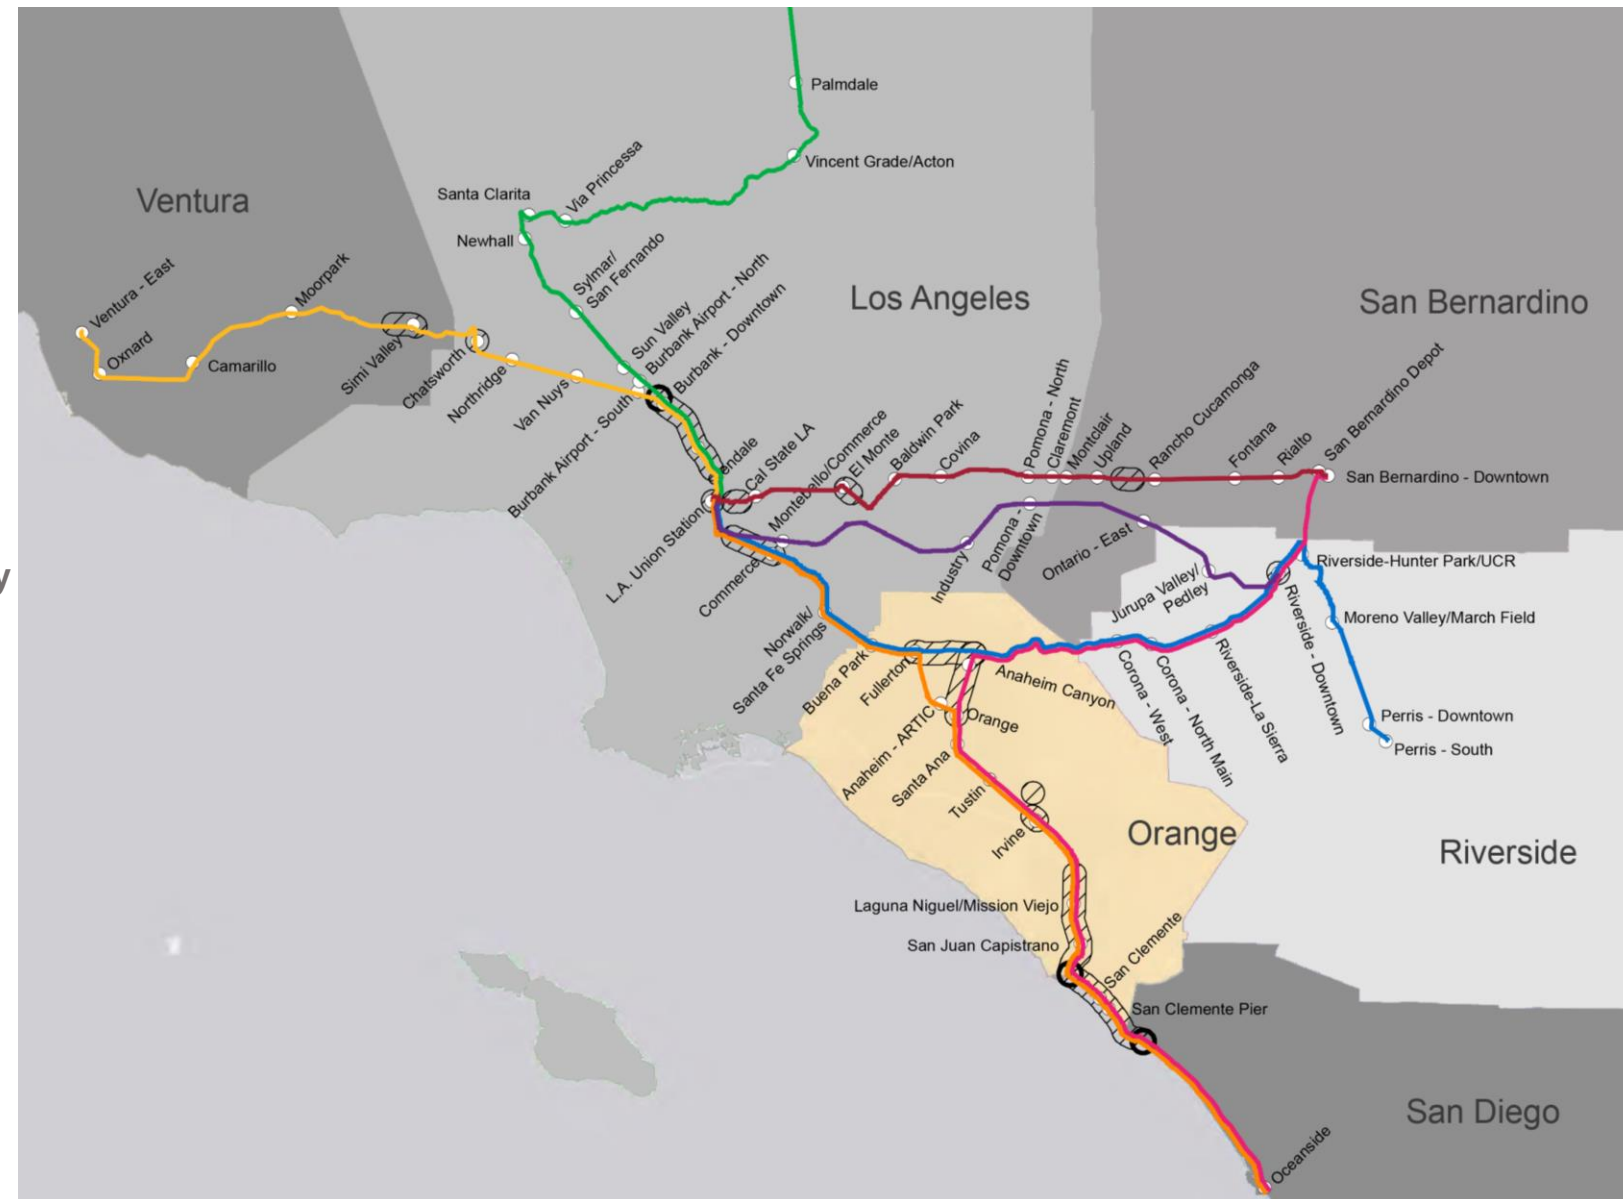 Palmdale
Vincent Grade/Acton
Via Princessa
Santa Clarita
Newhall
Ventura
Sylmar/
San Fernando
Moorpark
Ventura - East
Oxnard
Camarillo
Simi Valley
Chatsworth
Northridge
Van Nuys
Sun Valley
Burbank Airport - North
Burbank - Downtown
Burbank Airport - South
Los Angeles
San Bernardino
endale
Cal State LA
Montebello/Commerce
El Monte
Baldwin Park
Covina
Pomona - North
Claremont
Montclair
Upland
Rancho Cucamonga
Fontana
Rialto
San Bernardino Depot
San Bernardino - Downtown
L.A. Union Station
Commerce
Industry
Pomona -
Downtown
Ontario - East
Jurupa Valley/
Pedley
Riverside-Hunter Park/UCR
Riverside - Downtown
Moreno Valley/March Field
y
Norwalk/
Santa Fe Springs
Buena Park
Fullerton
Anaheim Canyon
Corona - West
Corona - North Main
Riverside-La Sierra
Perris - Downtown
Perris - South
Anaheim - ARTIC
Orange
Santa Ana
Tustin
Irvine
Orange
Riverside
Laguna Niguel/Mission Viejo
San Juan Capistrano
San Clemente
San Clemente Pier
San Diego
Oceanside